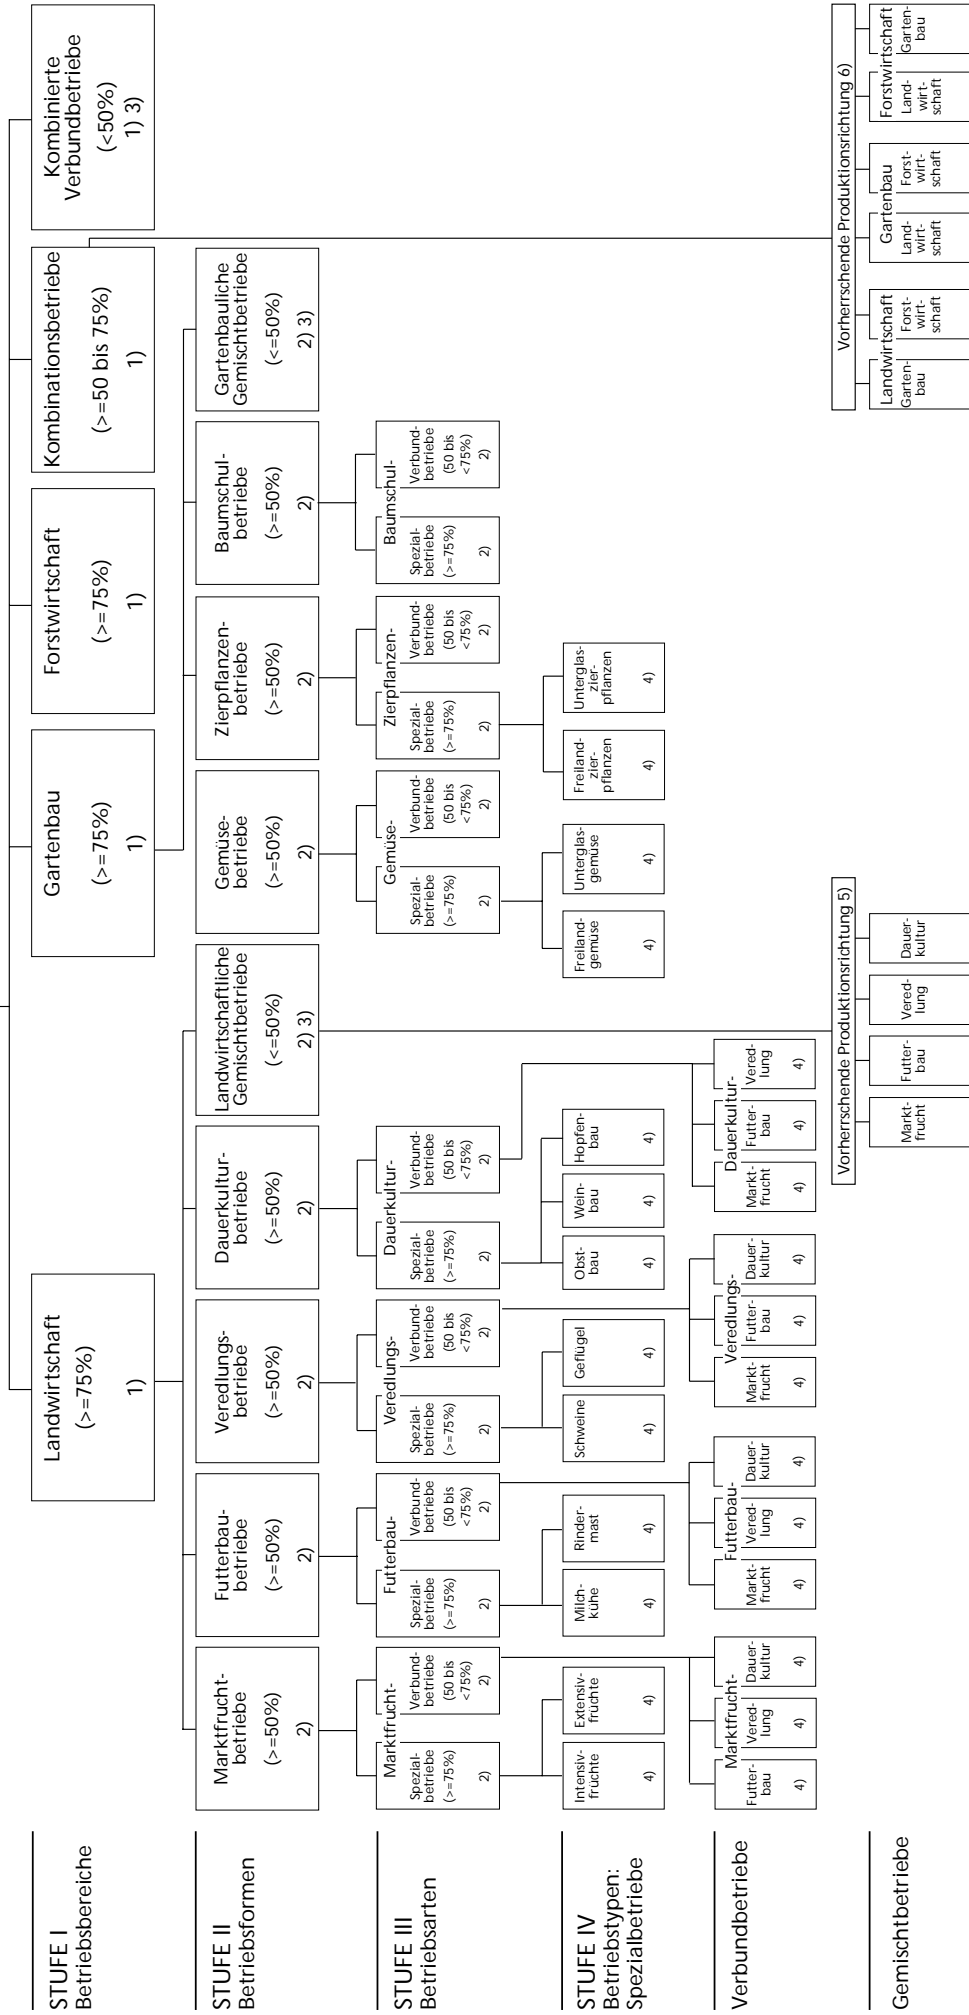 STUFE I
Betriebsbereiche
Landwirtschaft
(>=75%)
1)
Gartenbau
(>=75%)
1)
Forstwirtschaft
(>=75%)
1)
Kombinationsbetriebe
(>=50 bis 75%)
1)
Kombinierte
Verbundbetriebe
(<50%)
1) 3)
STUFE II
Betriebsformen
Marktfrucht-
betriebe
(>=50%)
2)
Futterbau-
betriebe
(>=50%)
2)
Veredlungs-
betriebe
(>=50%)
2)
Dauerkultur-
betriebe
(>=50%)
2)
Landwirtschaftliche
Gemischtbetriebe
(<=50%)
2) 3)
Gemüse-
betriebe
(>=50%)
2)
Zierpflanzen-
betriebe
(>=50%)
2)
Baumschul-
betriebe
(>=50%)
2)
Gartenbauliche
Gemischtbetriebe
(<=50%)
2) 3)
STUFE III
Betriebsarten
Marktfrucht-
Spezial-
betriebe
(>=75%)
2)
Verbund-
betriebe
(50 bis
<75%)
2)
Futterbau-
Spezial-
betriebe
(>=75%)
2)
Verbund-
betriebe
(50 bis
<75%)
2)
Veredlungs-
Spezial-
betriebe
(>=75%)
2)
Verbund-
betriebe
(50 bis
<75%)
2)
Dauerkultur-
Spezial-
betriebe
(>=75%)
2)
Verbund-
betriebe
(50 bis
<75%)
2)
Gemüse-
Spezial-
betriebe
(>=75%)
2)
Verbund-
betriebe
(50 bis
<75%)
2)
Zierpflanzen-
Spezial-
betriebe
(>=75%)
2)
Verbund-
betriebe
(50 bis
<75%)
2)
Baumschul-
Spezial-
betriebe
(>=75%)
2)
Verbund-
betriebe
(50 bis
<75%)
2)
STUFE IV
Betriebstypen:
Spezialbetriebe
Intensiv-
früchte
4)
Extensiv-
früchte
4)
Milch-
kühe
4)
Rinder-
mast
4)
Schweine
4)
Geflügel
4)
Obst-
bau
4)
Wein-
bau
4)
Hopfen-
bau
4)
Freiland-
gemüse
4)
Unterglas-
gemüse
4)
Freiland-
zier-
pflanzen
4)
Unterglas-
zier-
pflanzen
4)
Verbundbetriebe
Marktfrucht-
Futter-
bau
4)
Vered-
lung
4)
Dauer-
kultur
4)
Futterbau-
Markt-
frucht
4)
Vered-
lung
4)
Dauer-
kultur
4)
Veredlungs-
Markt-
frucht
4)
Futter-
bau
4)
Dauer-
kultur
4)
Dauerkultur-
Markt-
frucht
4)
Futter-
bau
4)
Vered-
lung
4)
Gemischtbetriebe
Vorherrschende Produktionsrichtung 5)
Markt-
frucht
Futter-
bau
Vered-
lung
Dauer-
kultur
Vorherrschende Produktionsrichtung 6)
Landwirtschaft
Garten-
bau
Forst-
wirt-
schaft
Gartenbau
Land-
wirt-
schaft
Forst-
wirt-
schaft
Forstwirtschaft
Land-
wirt-
schaft
Garten-
bau